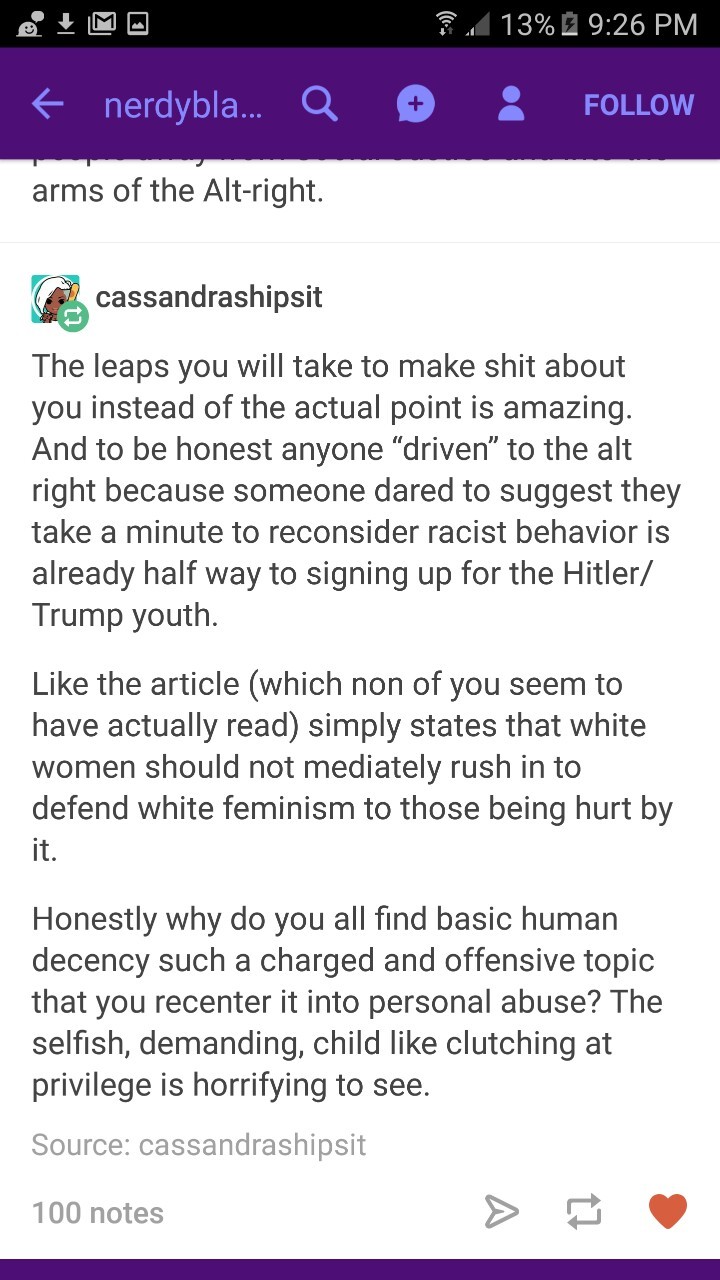 13% 9:26 PM
nerdybla... FOLLOW
arms of the Alt-right.
cassandrashipsit
The leaps you will take to make shit about
you instead of the actual point is amazing.
And to be honest anyone “driven” to the alt
right because someone dared to suggest they
take a minute to reconsider racist behavior is
already half way to signing up for the Hitler/
Trump youth.
Like the article (which non of you seem to
have actually read) simply states that white
women should not mediately rush in to
defend white feminism to those being hurt by
it.
Honestly why do you all find basic human
decency such a charged and offensive topic
that you recenter it into personal abuse? The
selfish, demanding, child like clutching at
privilege is horrifying to see.
Source: cassandrashipsit
100 notes